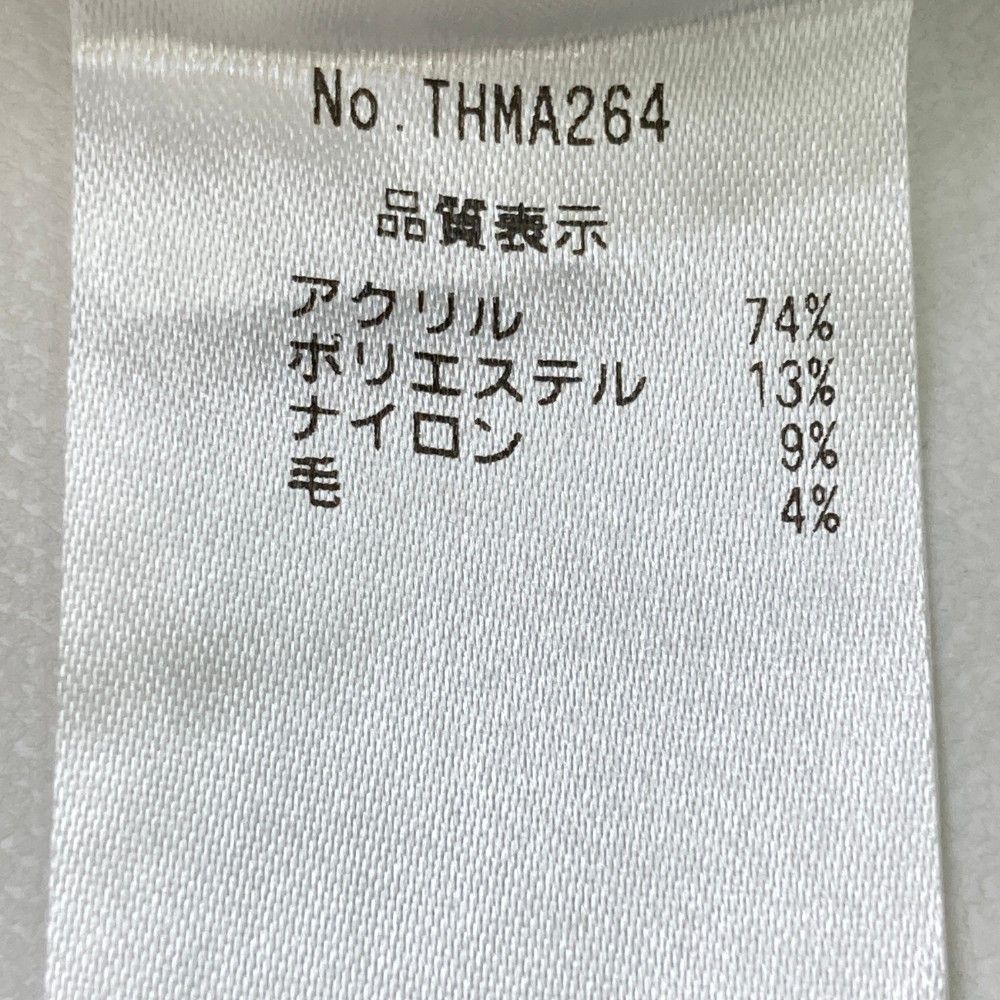 No.THMA264
品質表示
アクリル 74%
ポリエステル 13%
ナイロン 9%
毛 4%